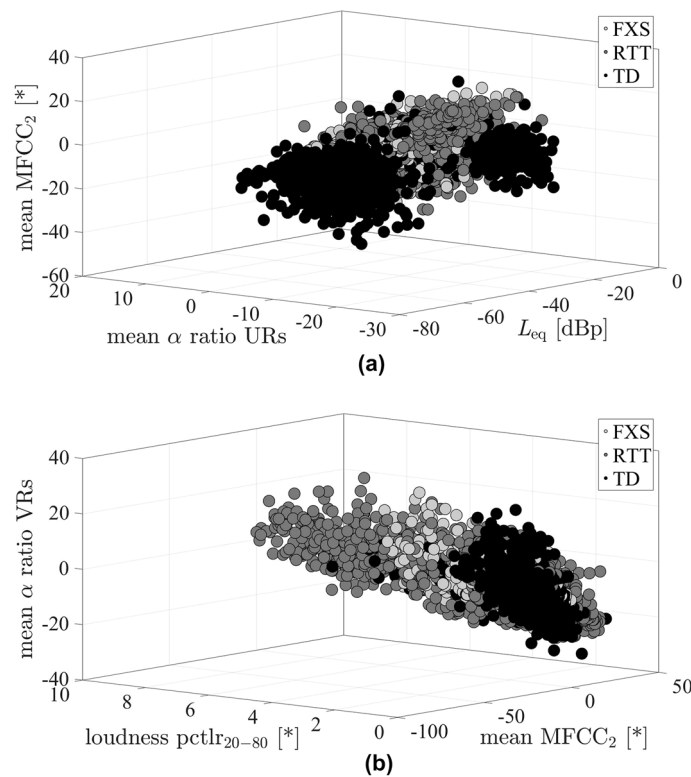 FXS
RTT
TD
40
20
0
-20
-40
-60
mean MFCC₂ [*]
20
10
0
-10
-20
-30
mean α ratio URs
-80
-60
-40
-20
0
Lₑq [dBp]
(a)
FXS
RTT
TD
40
20
0
-20
-40
mean α ratio VRs
10
8
6
4
2
0
loudness pctlr₂₀₋₈₀ [*]
-100
-50
0
50
mean MFCC₂ [*]
(b)